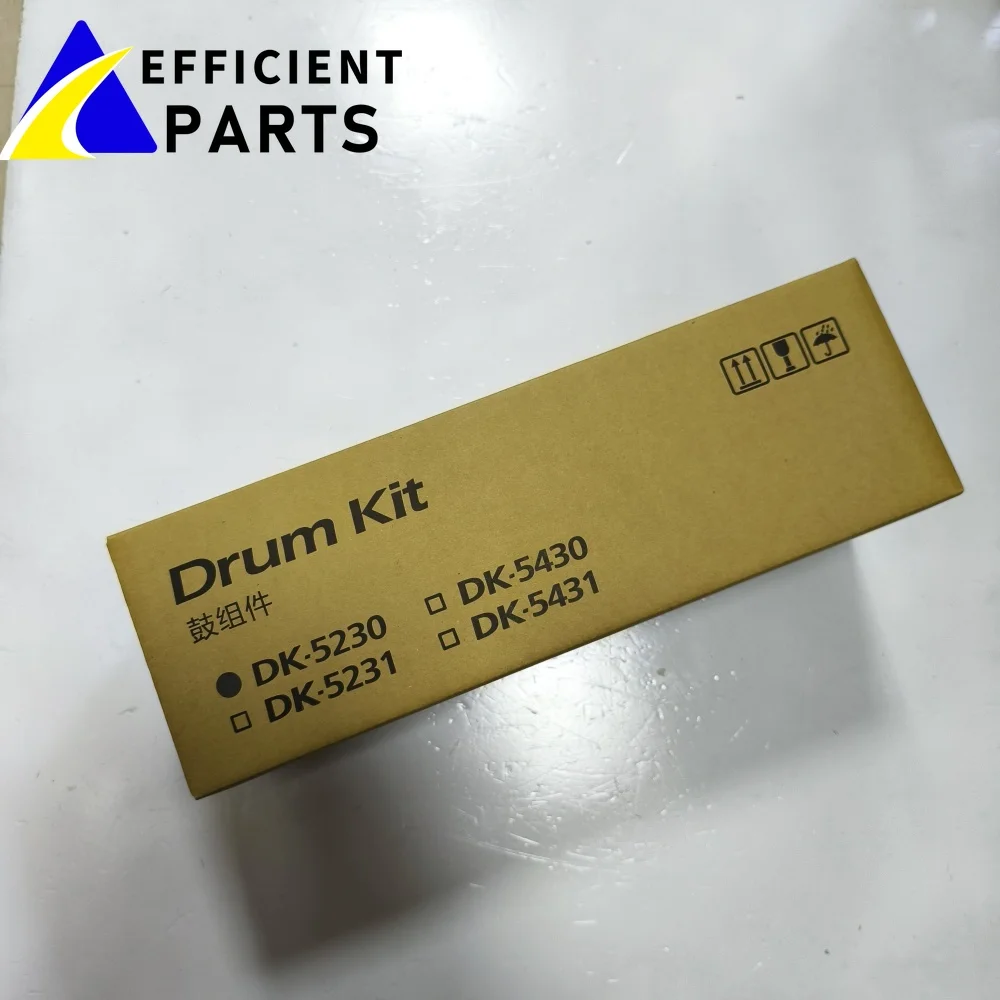 EFFICIENT
PARTS
Drum Kit
鼓组件
DK-5230
DK-5231
DK-5430
DK-5431